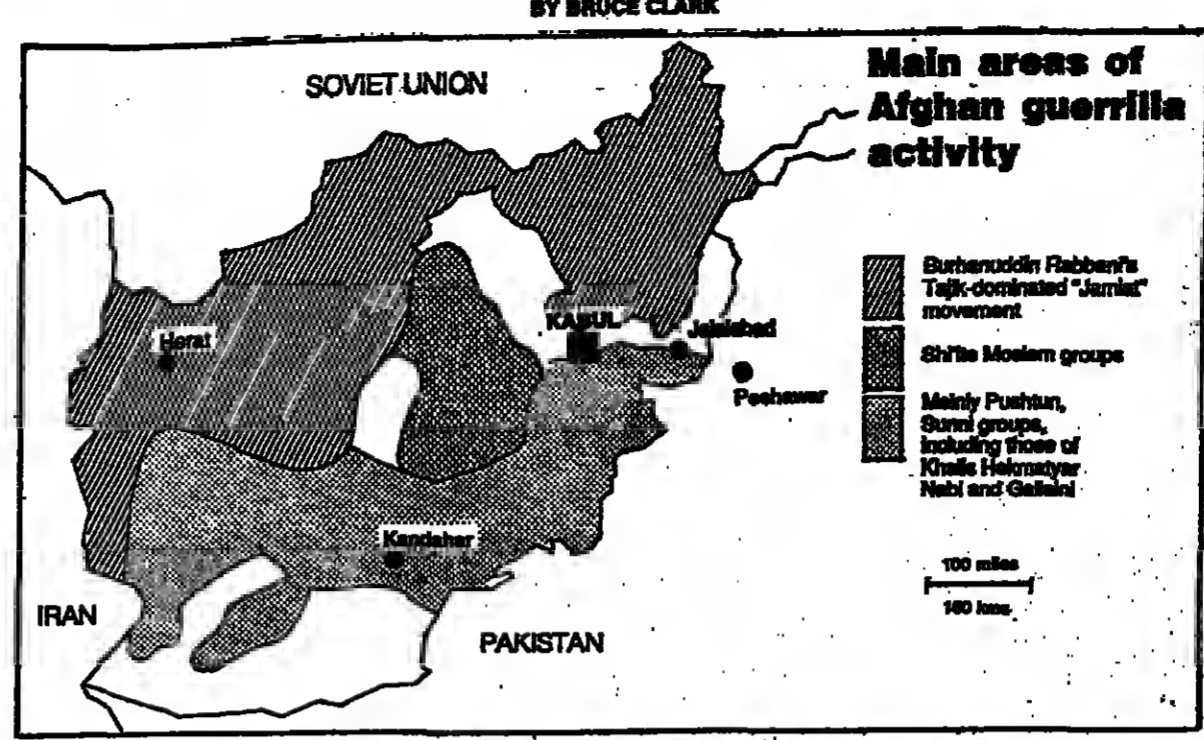 BY BRUCE CLARK
Main areas of
Afghan guerrilla
activity
SOVIET UNION
Burhanuddin Rabbani's
Tajik-dominated "Jamiat"
movement
Shi'ite Moslem groups
Mainly Pushtun,
Sunni groups,
including those of
Khalis Hekmatyar
Nabi and Gailaini
KABUL
Jalalabad
Herat
Peshawar
Kandahar
100 miles
160 kms
IRAN
PAKISTAN